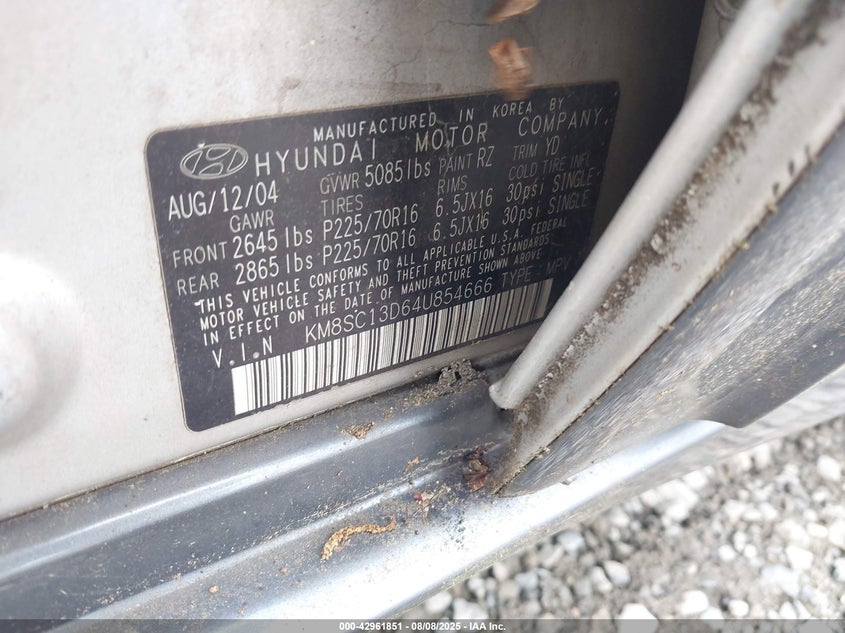 MANUFACTURED IN KOREA BY
HYUNDAI MOTOR COMPANY
AUG/12/04 GVWR 5085lbs PAINT RZ TRIM YD
GAWR TIRES RIMS COLD TIRE INFL
FRONT 2645lbs P225/70R16 6.5JX16 30psi SINGLE
REAR 2865lbs P225/70R16 6.5JX16 30psi SINGLE
THIS VEHICLE CONFORMS TO ALL APPLICABLE U.S.A. FEDERAL
MOTOR VEHICLE SAFETY AND THEFT PREVENTION STANDARDS
IN EFFECT ON THE DATE OF MANUFACTURE SHOWN ABOVE
V.I.N KM8SC13D64U854666 TYPE: MPV
000-42961851 - 08/08/2025 - IAA Inc.